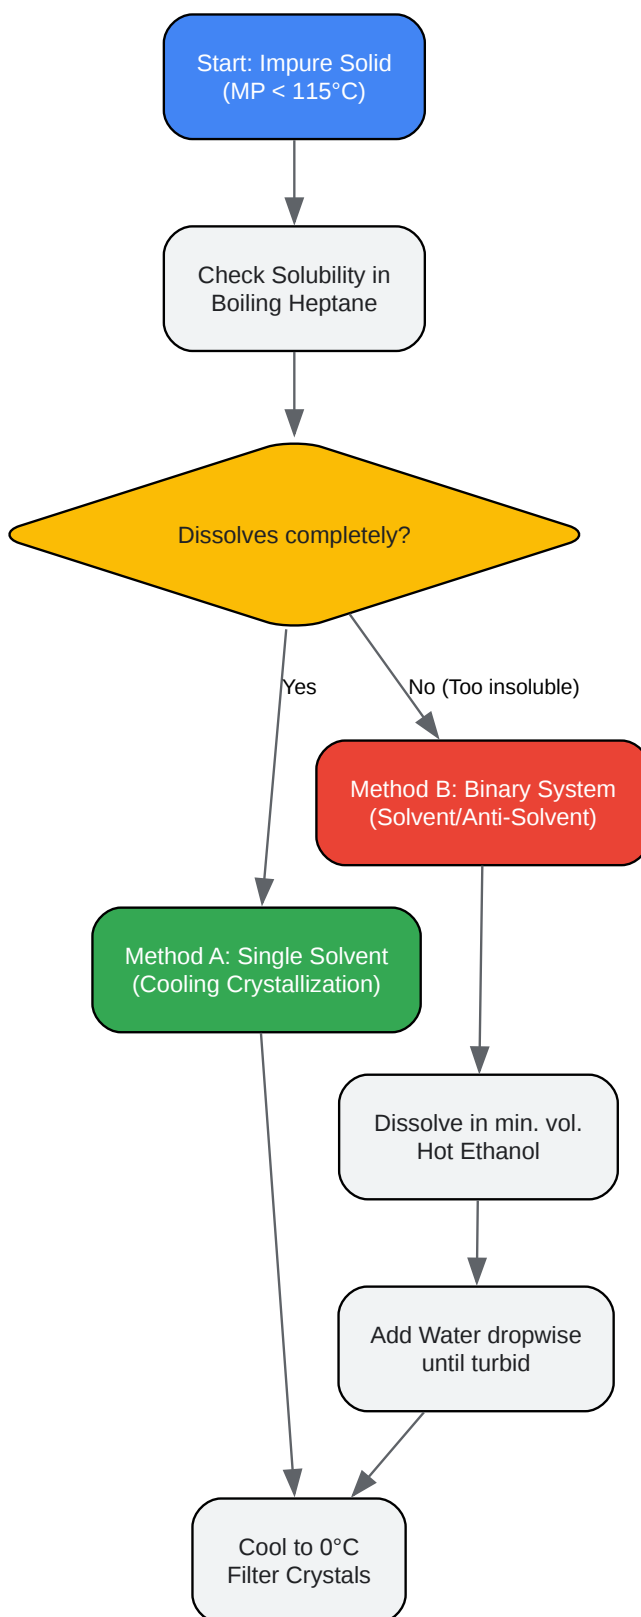 Start: Impure Solid
(MP < 115°C)
Check Solubility in
Boiling Heptane
Dissolves completely?
Yes
No (Too insoluble)
Method B: Binary System
(Solvent/Anti-Solvent)
Method A: Single Solvent
(Cooling Crystallization)
Dissolve in min. vol.
Hot Ethanol
Add Water dropwise
until turbid
Cool to 0°C
Filter Crystals